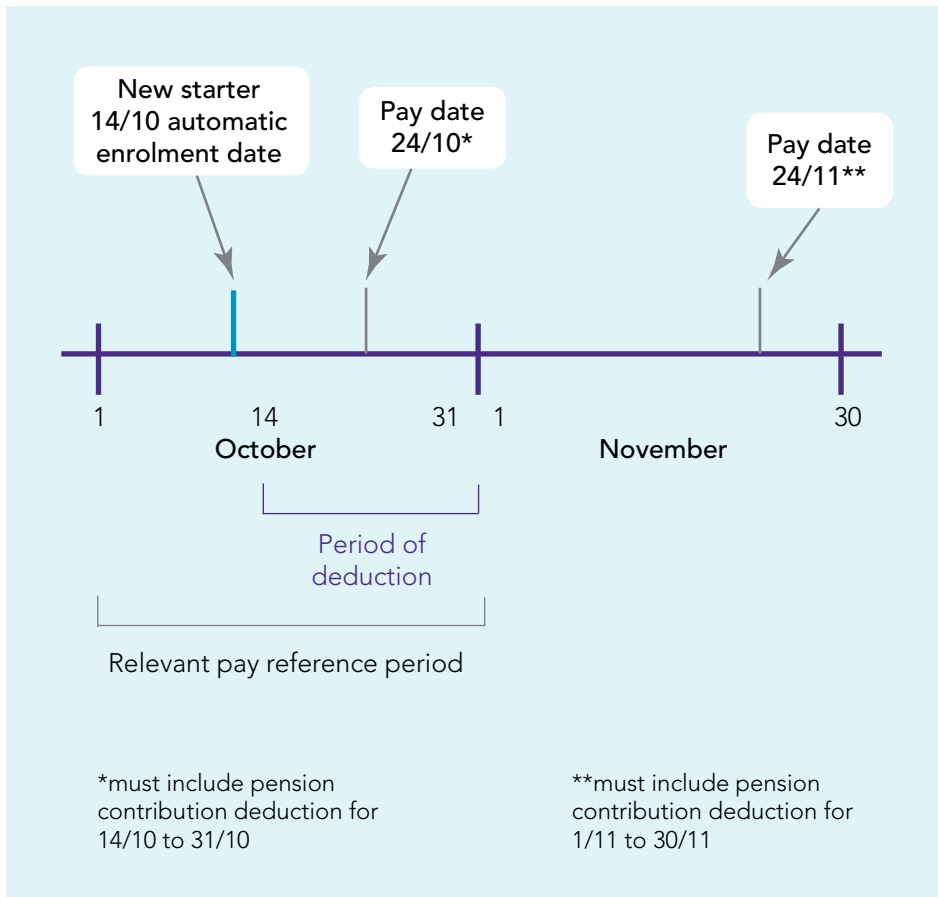 New starter
14/10 automatic
enrolment date
Pay date
24/10*
Pay date
24/11**
1
14
31
1
30
October
November
Period of
deduction
Relevant pay reference period
*must include pension
contribution deduction for
14/10 to 31/10
**must include pension
contribution deduction for
1/11 to 30/11